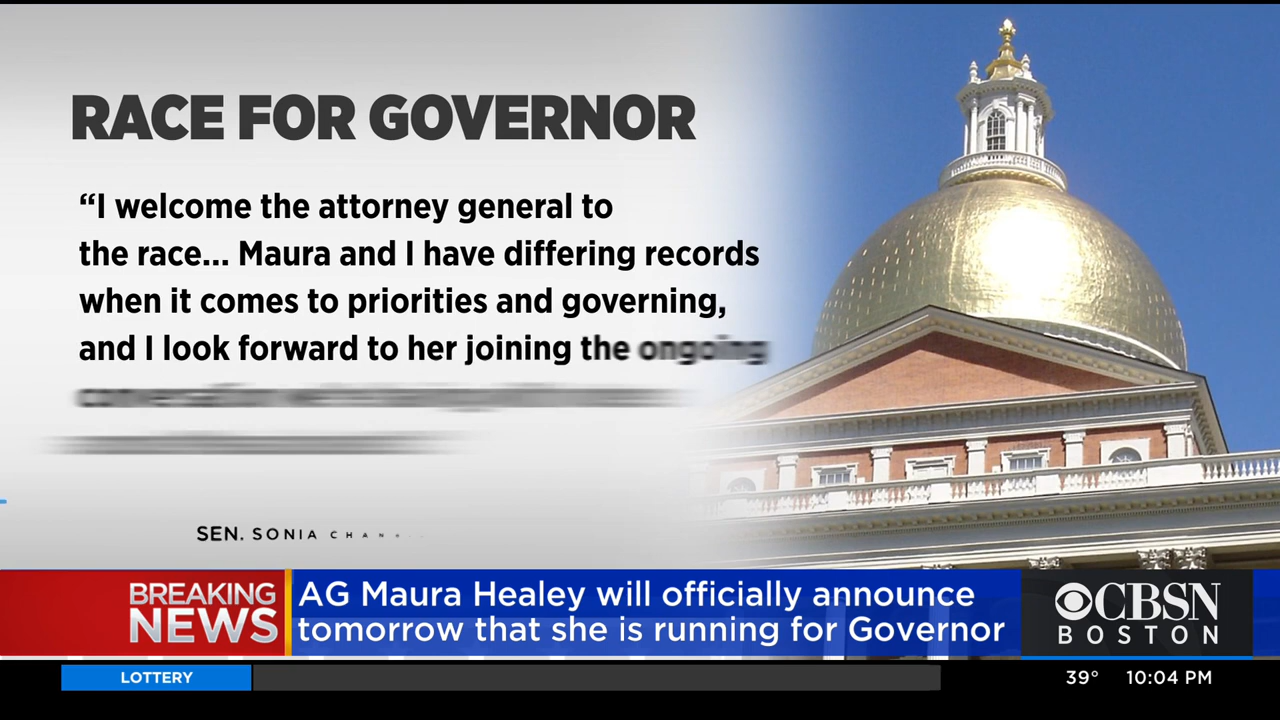 RACE FOR GOVERNOR
“I welcome the attorney general to
the race... Maura and I have differing records
when it comes to priorities and governing,
and I look forward to her joining the ongoing
SEN. SONIA CHAN
BREAKING
NEWS
AG Maura Healey will officially announce
tomorrow that she is running for Governor
CBSN
BOSTON
LOTTERY
39° 10:04 PM